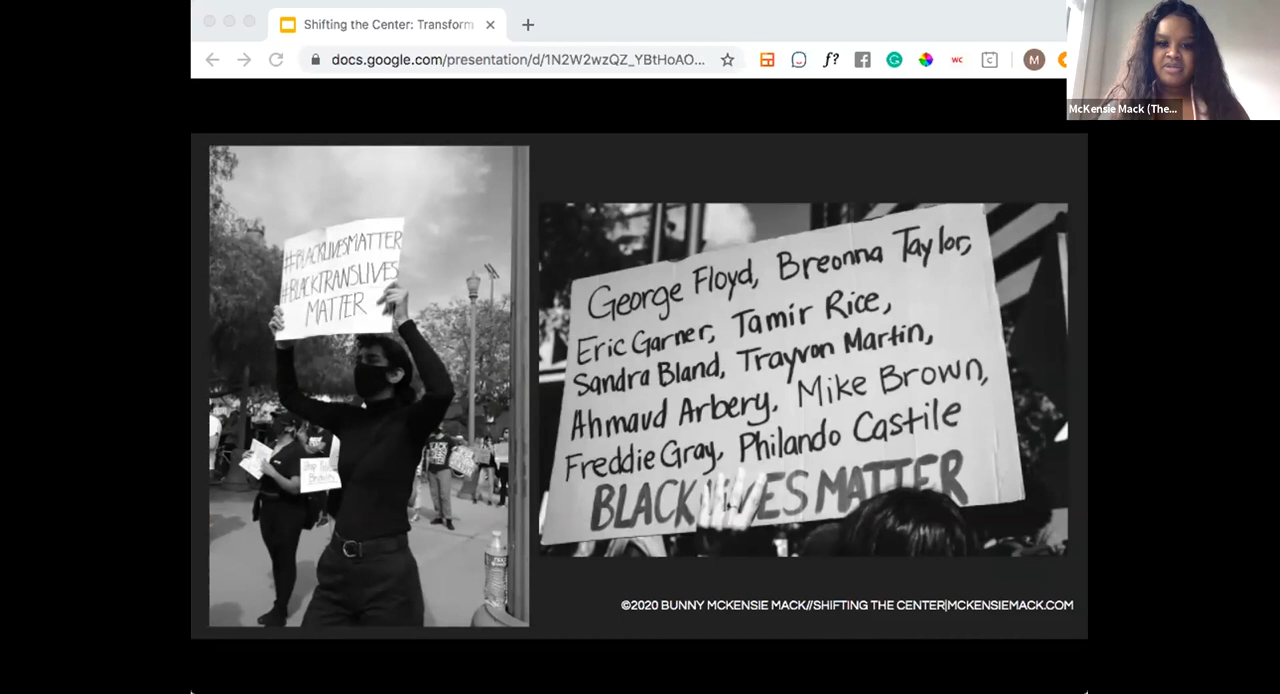 Shifting the Center: Transform
docs.google.com/presentation/d/1N2W2wzQZ_YBtHoAO...
f?
wc
M
McKensie Mack (The...
#BLACKLIVESMATTER
#BLACKTRANSLIVES
MATTER
George Floyd, Breonna Taylor,
Eric Garner, Tamir Rice,
Sandra Bland, Trayvon Martin,
Ahmaud Arbery, Mike Brown,
Freddie Gray, Philando Castile
BLACK LIVES MATTER
©2020 BUNNY MCKENSIE MACK//SHIFTING THE CENTER|MCKENSIEMACK.COM